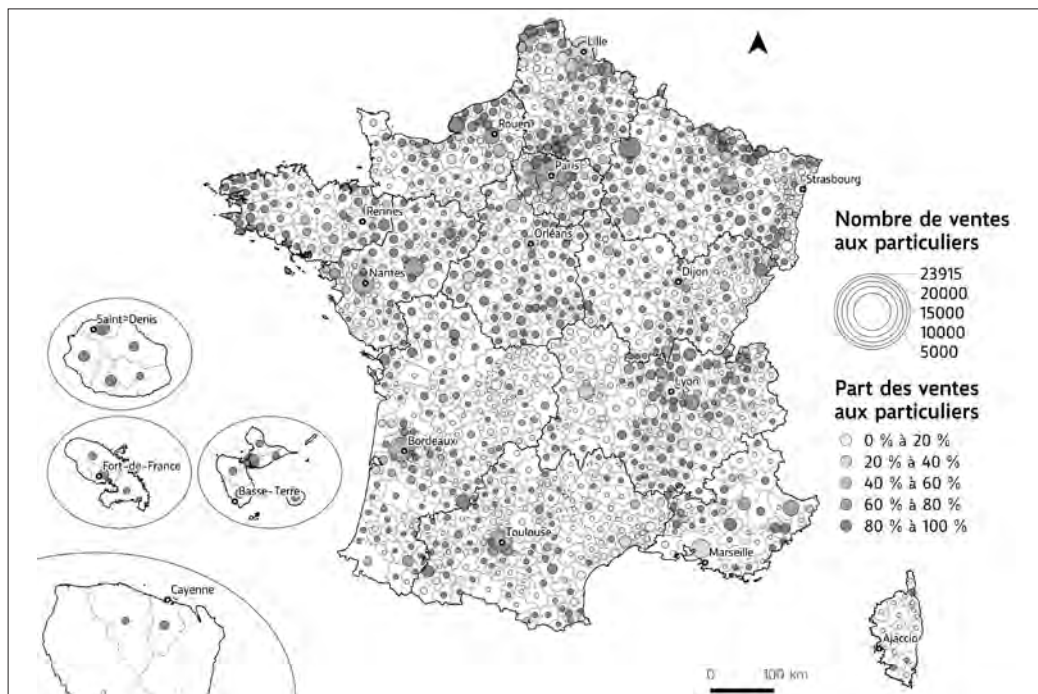 Lille
Rouen
Paris
Strasbourg
Rennes
Orléans
Nantes
Dijon
Lyon
Bordeaux
Toulouse
Marseille
Ajaccio
Saint-Denis
Fort-de-France
Basse-Terre
Cayenne
Nombre de ventes
aux particuliers
23915
20000
15000
10000
5000
Part des ventes
aux particuliers
0 % à 20 %
20 % à 40 %
40 % à 60 %
60 % à 80 %
80 % à 100 %
0 100 km